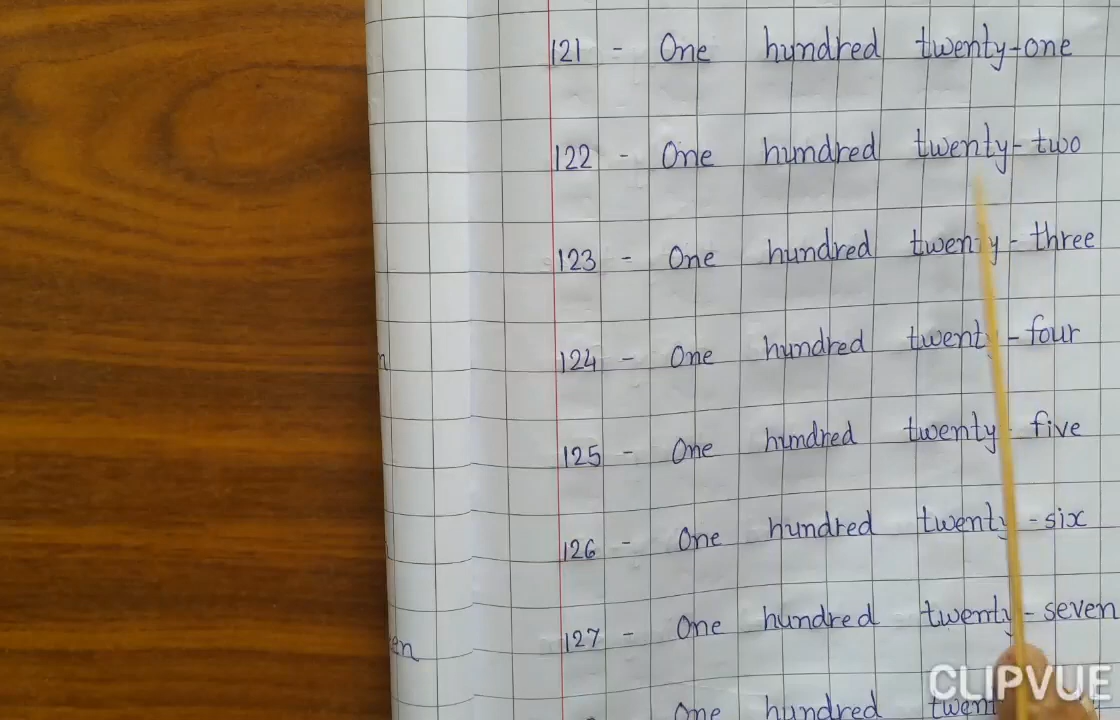 121 - One hundred twenty-one
122 - One hundred twenty-two
123 - One hundred twenty-three
124 - One hundred twenty-four
125 - One hundred twenty-five
126 - One hundred twenty-six
127 - One hundred twenty-seven
One hundred
CLIPVUE